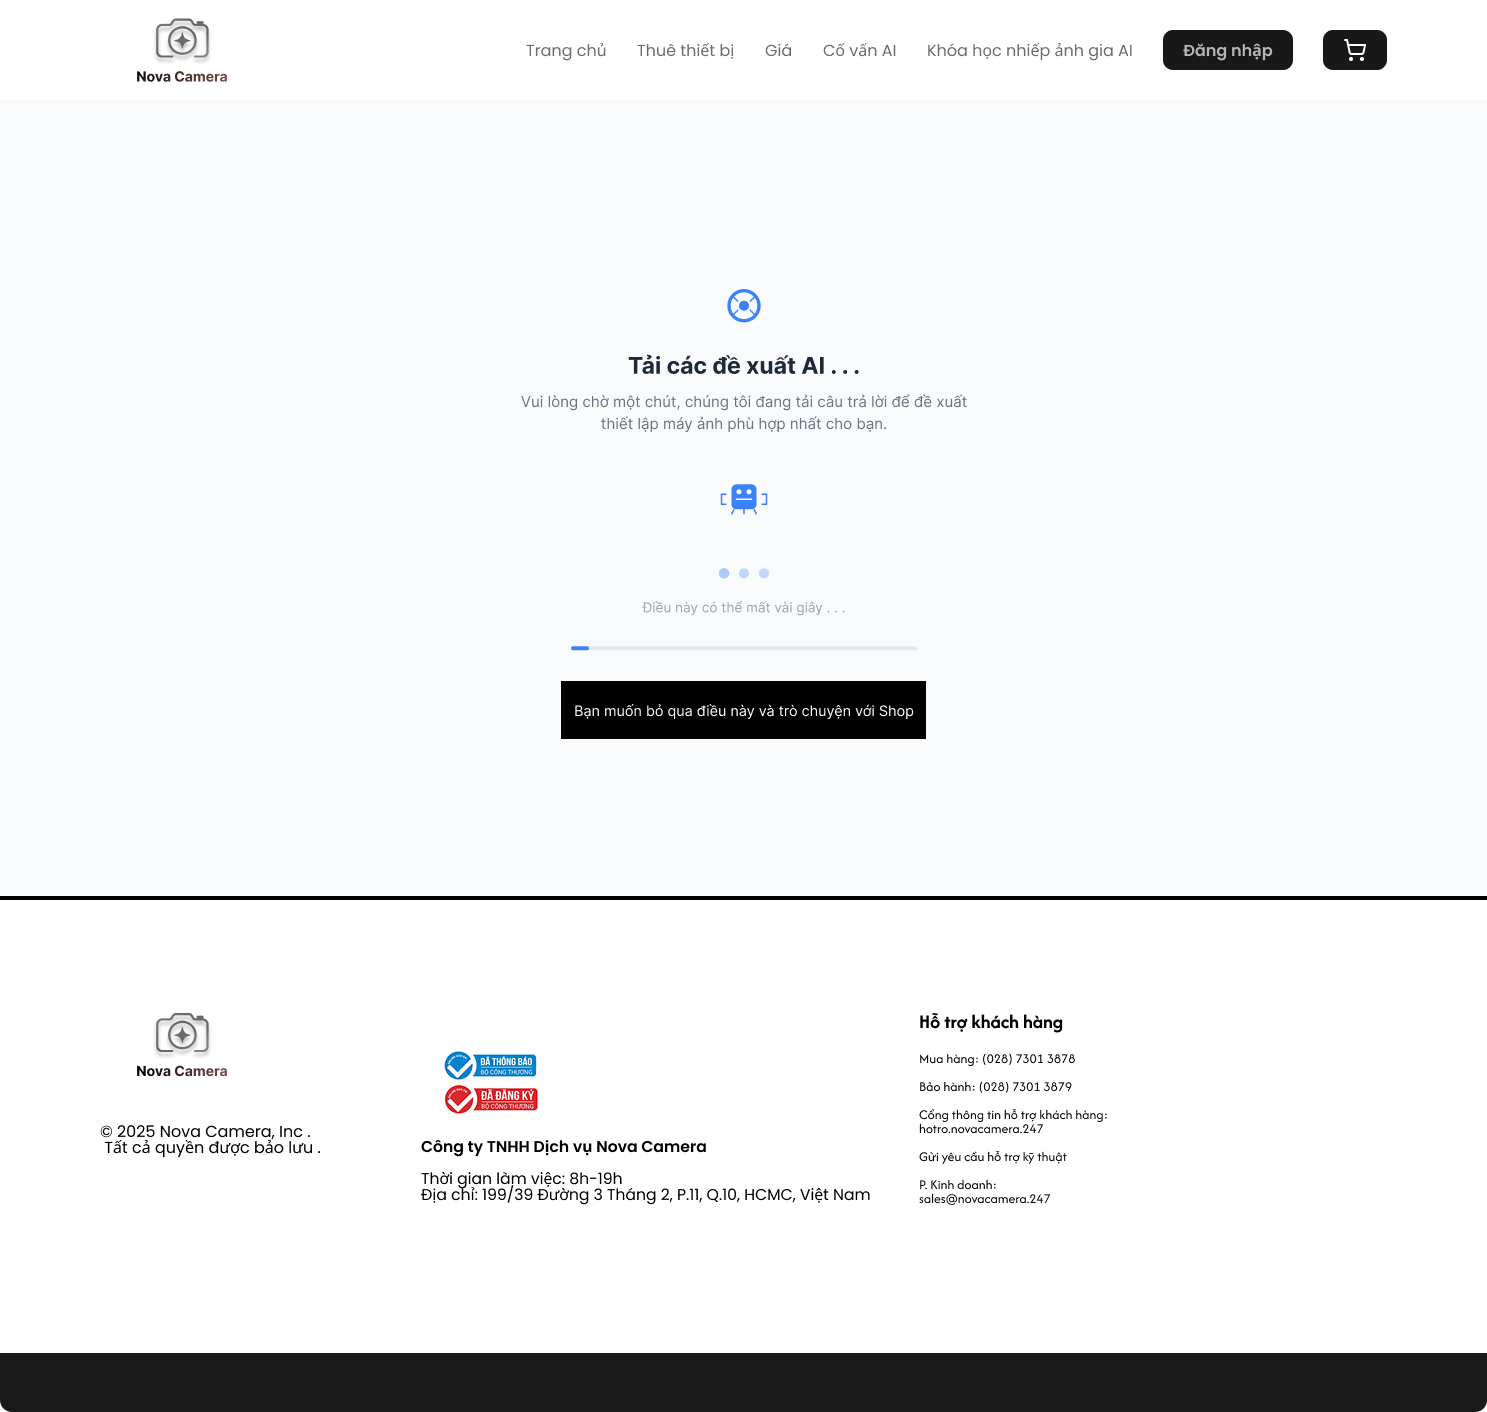 Nova Camera
Trang chủ
Thuê thiết bị
Giá
Cố vấn AI
Khóa học nhiếp ảnh gia AI
Đăng nhập
Tải các đề xuất AI . . .
Vui lòng chờ một chút, chúng tôi đang tải câu trả lời để đề xuất
thiết lập máy ảnh phù hợp nhất cho bạn.
Điều này có thể mất vài giây . . .
Bạn muốn bỏ qua điều này và trò chuyện với Shop
Nova Camera
© 2025 Nova Camera, Inc .
Tất cả quyền được bảo lưu .
ĐÃ THÔNG BÁO
BỘ CÔNG THƯƠNG
ĐÃ ĐĂNG KÝ
BỘ CÔNG THƯƠNG
Công ty TNHH Dịch vụ Nova Camera
Thời gian làm việc: 8h-19h
Địa chỉ: 199/39 Đường 3 Tháng 2, P.11, Q.10, HCMC, Việt Nam
Hỗ trợ khách hàng
Mua hàng: (028) 7301 3878
Bảo hành: (028) 7301 3879
Cổng thông tin hỗ trợ khách hàng:
hotro.novacamera.247
Gửi yêu cầu hỗ trợ kỹ thuật
P. Kinh doanh:
sales@novacamera.247